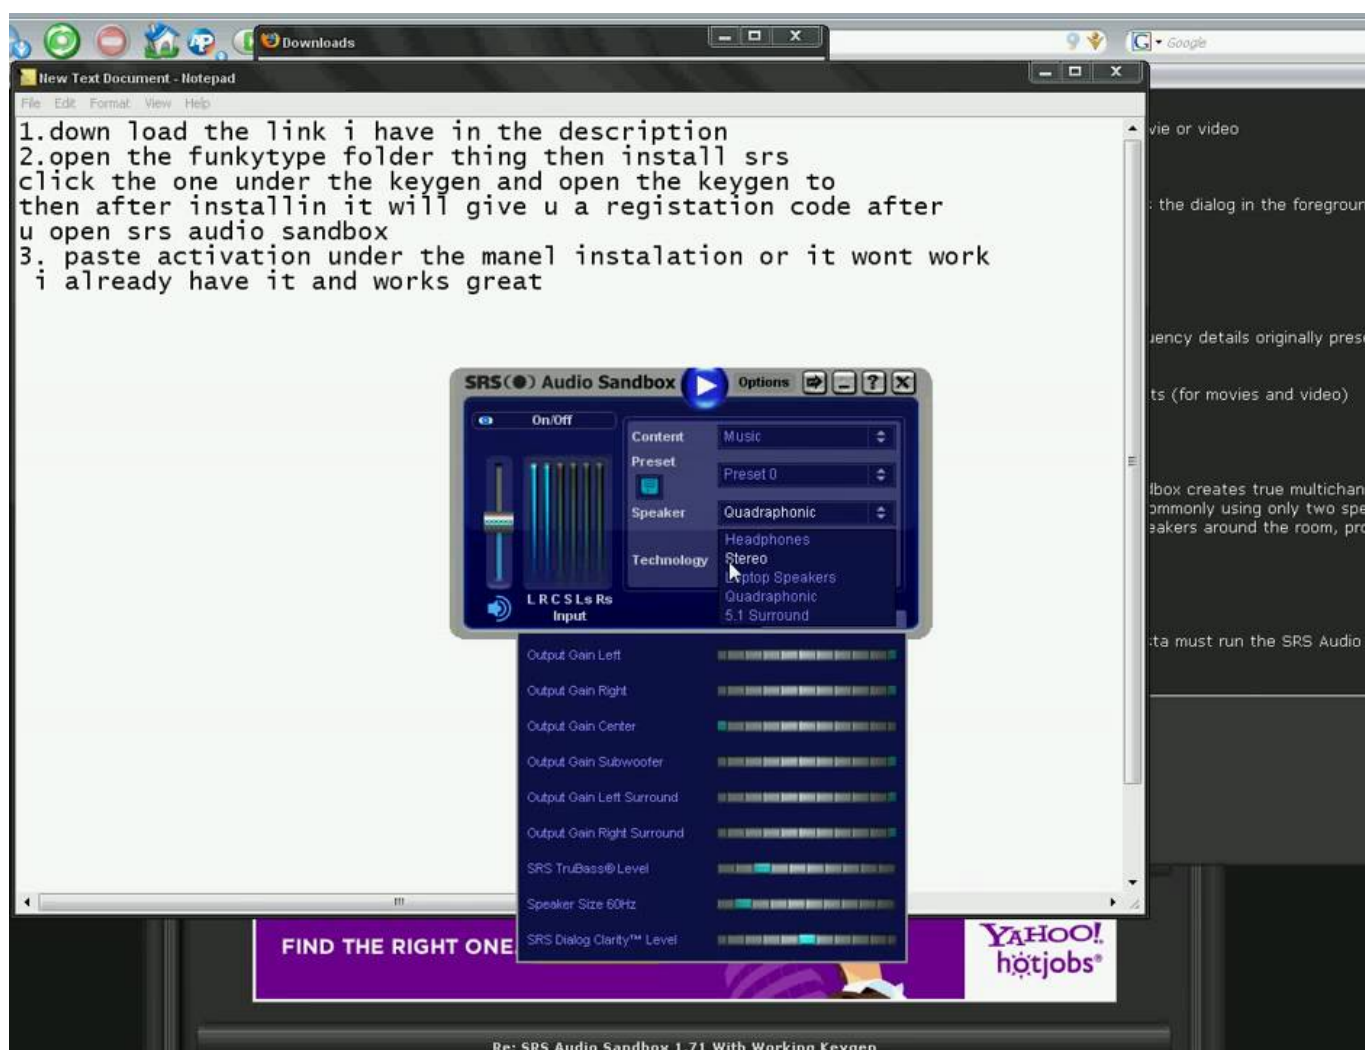 Downloads
Google
New Text Document - Notepad
File Edit Format View Help
1.down load the link i have in the description
2.open the funkytype folder thing then install srs
click the one under the keygen and open the keygen to
then after installin it will give u a registation code after
u open srs audio sandbox
3. paste activation under the manel instalation or it wont work
i already have it and works great
vie or video
the dialog in the foregroun
uency details originally prese
ts (for movies and video)
dbox creates true multichan
ommonly using only two spe
eakers around the room, pro
sta must run the SRS Audio
SRS(●) Audio Sandbox
Options
On/Off
Content
Music
Preset
Preset 0
Speaker
Quadraphonic
Headphones
Technology
Stereo
Laptop Speakers
Quadraphonic
5.1 Surround
L R C S Ls Rs
Input
Output Gain Left
Output Gain Right
Output Gain Center
Output Gain Subwoofer
Output Gain Left Surround
Output Gain Right Surround
SRS TruBass® Level
Speaker Size 60Hz
SRS Dialog Clarity™ Level
FIND THE RIGHT ONE.
YAHOO!
hotjobs®
Re: SRS Audio Sandbox 1.71 With Working Keygen